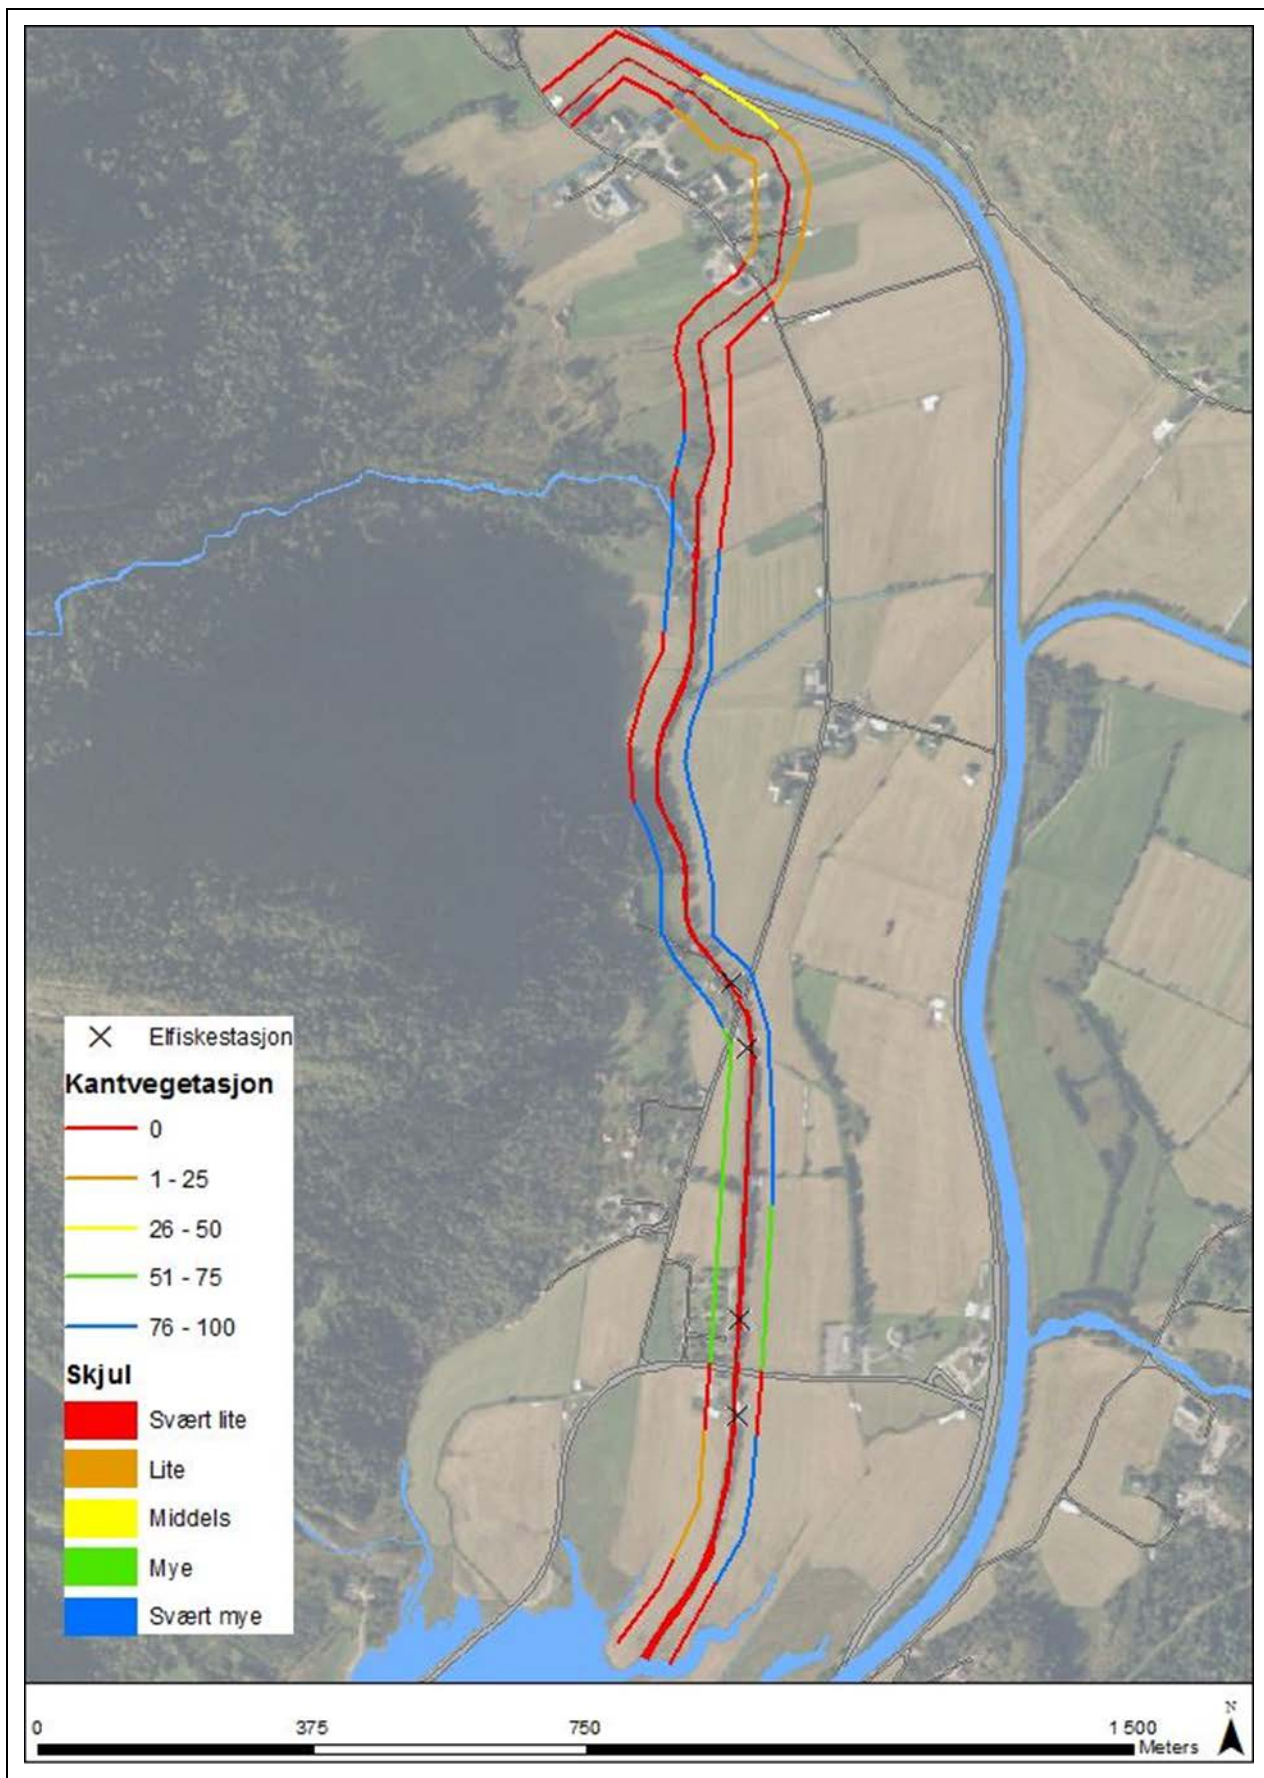 Elfiskestasjon
Kantvegetasjon
0
1 - 25
26 - 50
51 - 75
76 - 100
Skjul
Svært lite
Lite
Middels
Mye
Svært mye
0 375 750 1 500
Meters
N